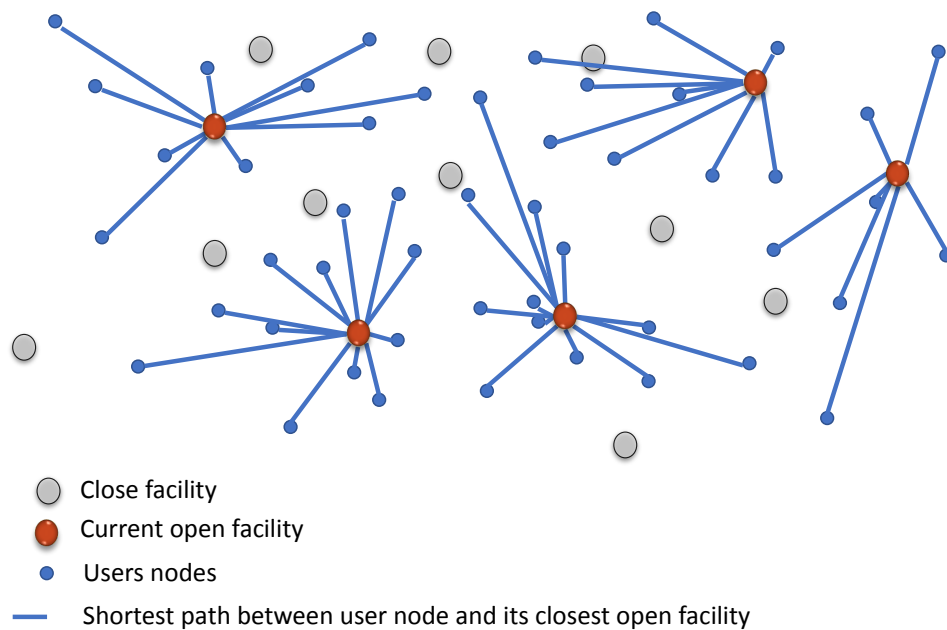 Close facility
Current open facility
Users nodes
Shortest path between user node and its closest open facility